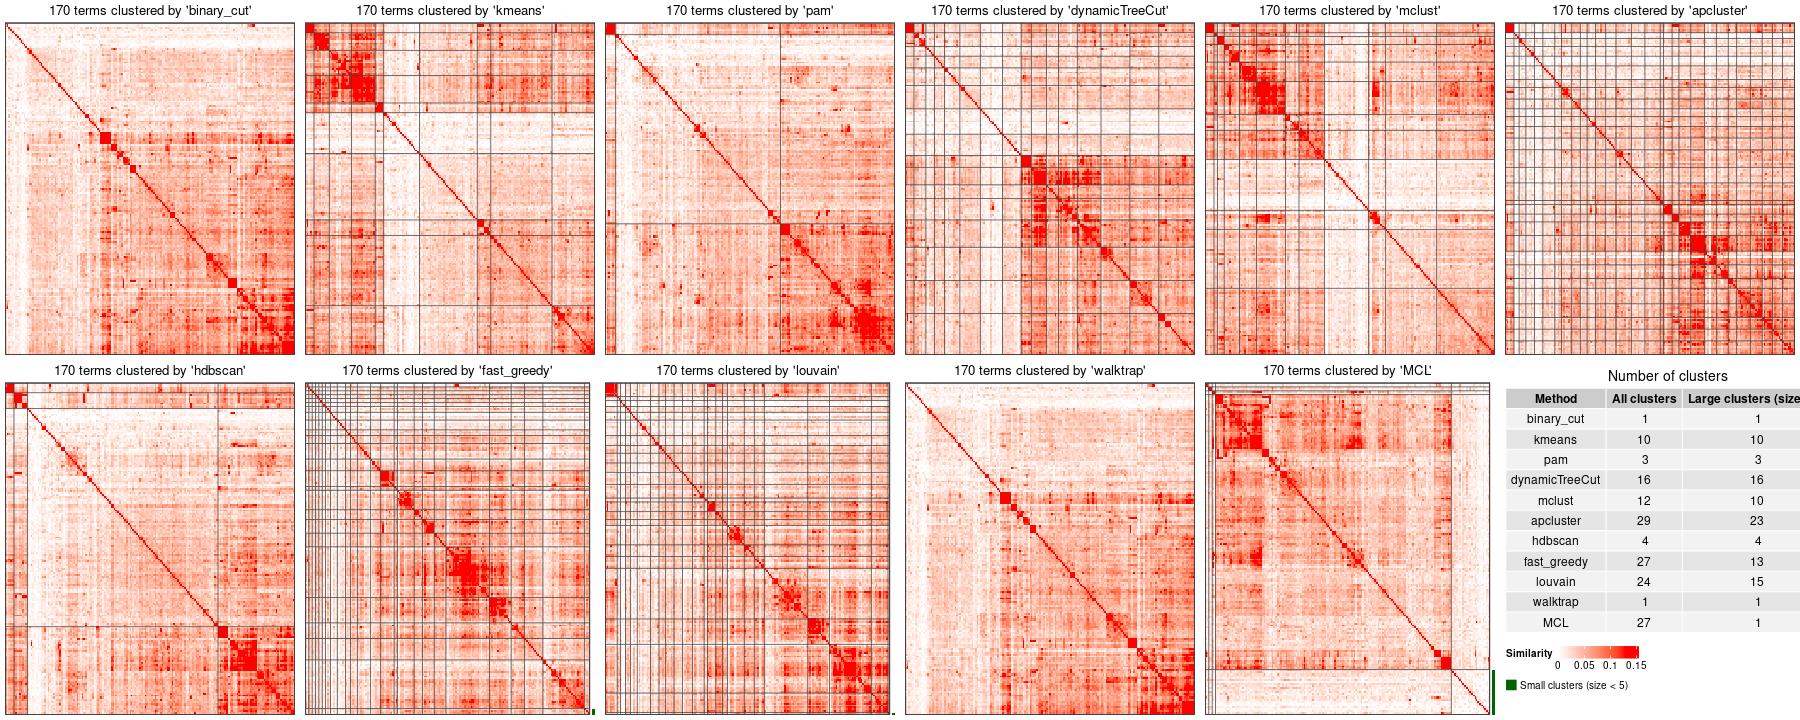 170 terms clustered by 'binary_cut'
170 terms clustered by 'kmeans'
170 terms clustered by 'pam'
170 terms clustered by 'dynamicTreeCut'
170 terms clustered by 'mclust'
170 terms clustered by 'apcluster'
170 terms clustered by 'hdbscan'
170 terms clustered by 'fast_greedy'
170 terms clustered by 'louvain'
170 terms clustered by 'walktrap'
170 terms clustered by 'MCL'
Number of clusters
Method All clusters Large clusters (size
binary_cut 1 1
kmeans 10 10
pam 3 3
dynamicTreeCut 16 16
mclust 12 10
apcluster 29 23
hdbscan 4 4
fast_greedy 27 13
louvain 24 15
walktrap 1 1
MCL 27 1
Similarity
0 0.05 0.1 0.15
Small clusters (size < 5)